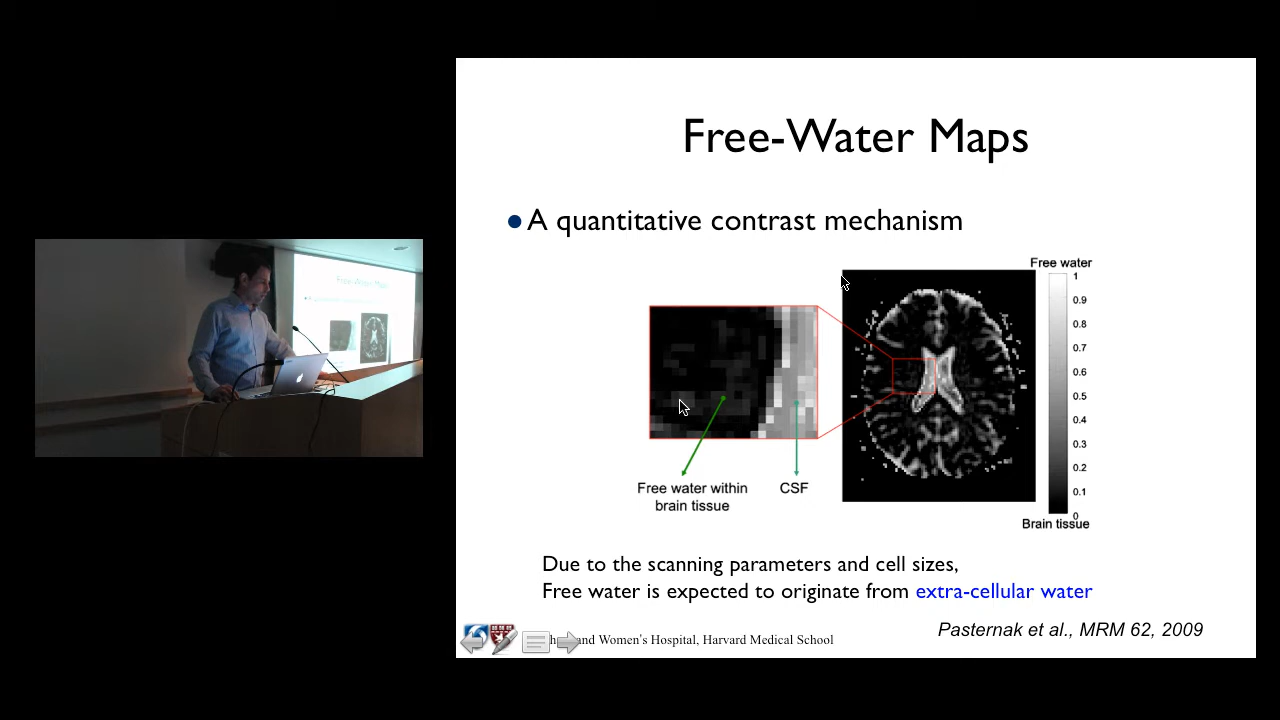 Free-Water Maps
A quantitative contrast mechanism
Free water
1
0.9
0.8
0.7
0.6
0.5
0.4
0.3
0.2
0.1
0
Brain tissue
Free water within
brain tissue
CSF
Due to the scanning parameters and cell sizes,
Free water is expected to originate from extra-cellular water
Pasternak et al., MRM 62, 2009
and Women's Hospital, Harvard Medical School
Free-Water Maps